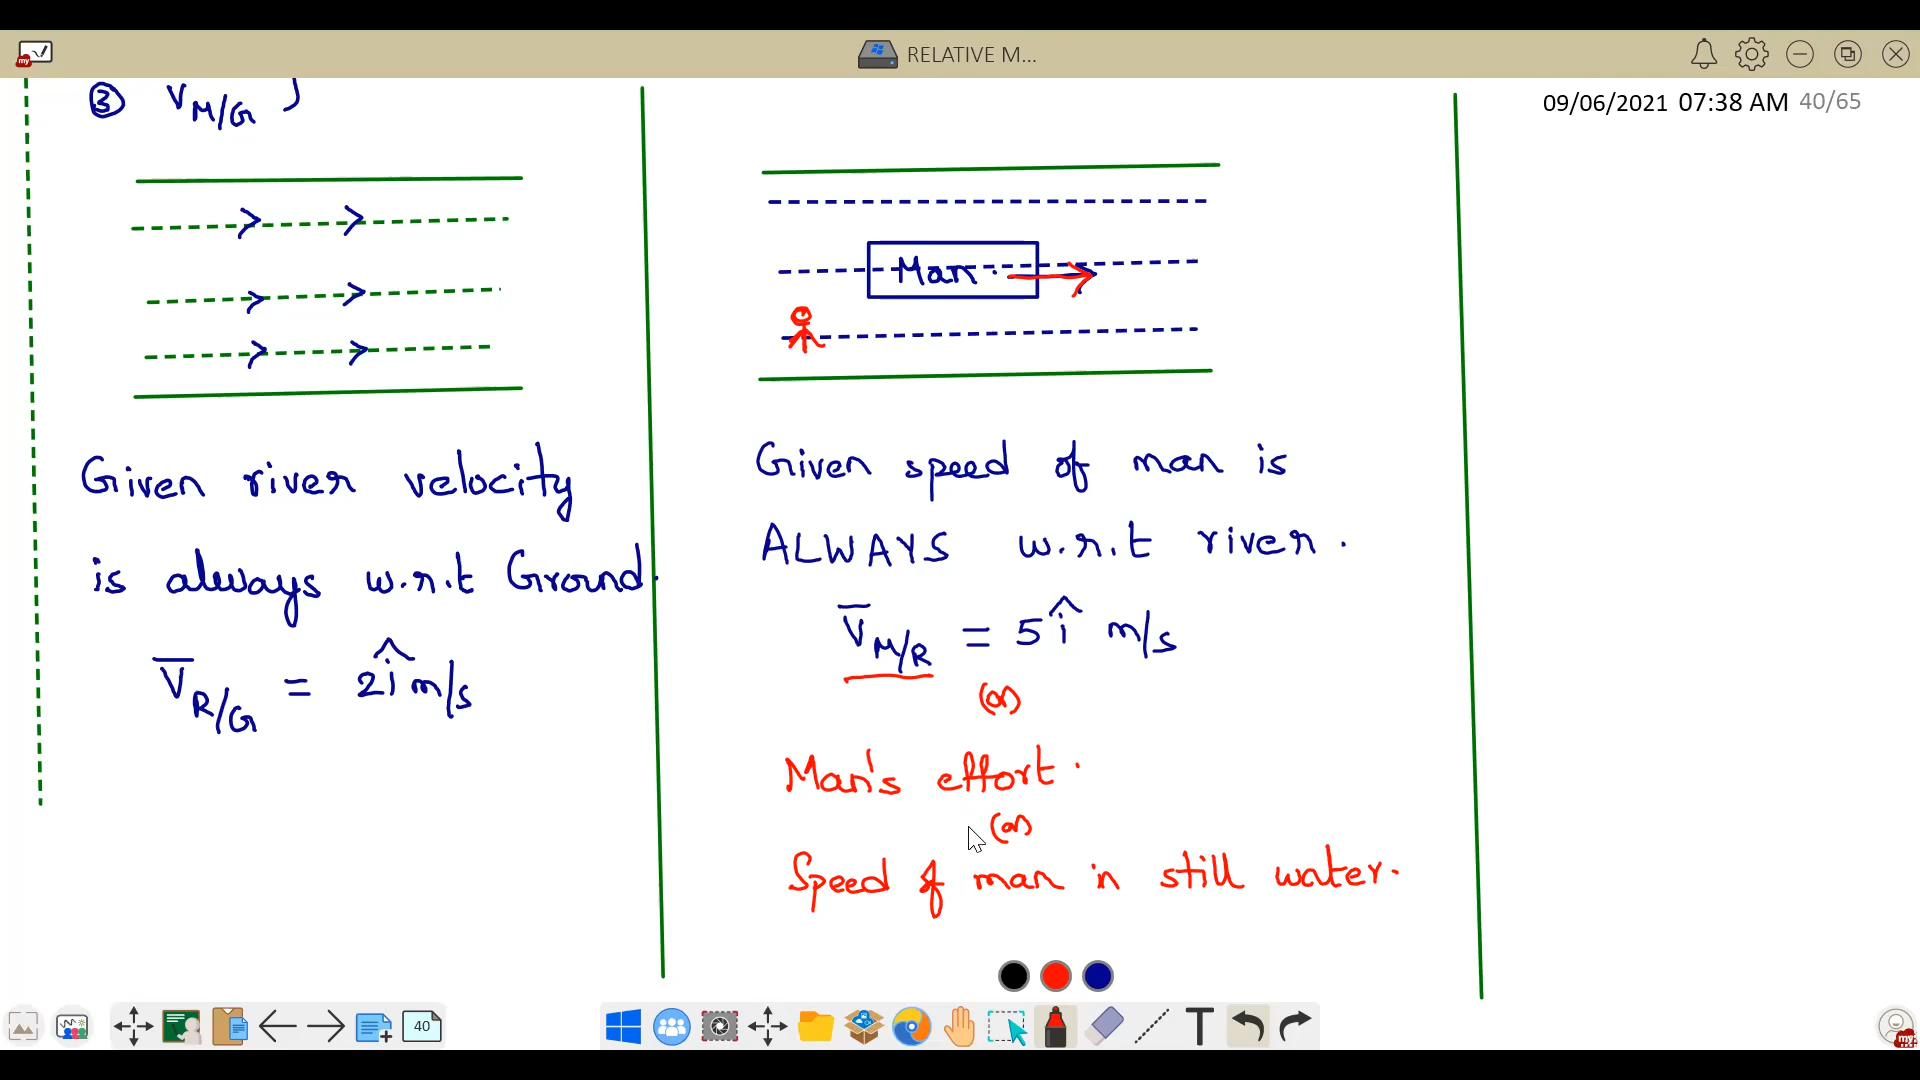 RELATIVE M...
09/06/2021 07:38 AM 40/65
③ V M/G }
Given river velocity
is always w.r.t Ground.
V̅ R/G = 2î m/s
Man.
Given speed of man is
ALWAYS w.r.t river.
V̅ M/R = 5î m/s
(or)
Man's effort.
(or)
Speed of man in still water.
40
T